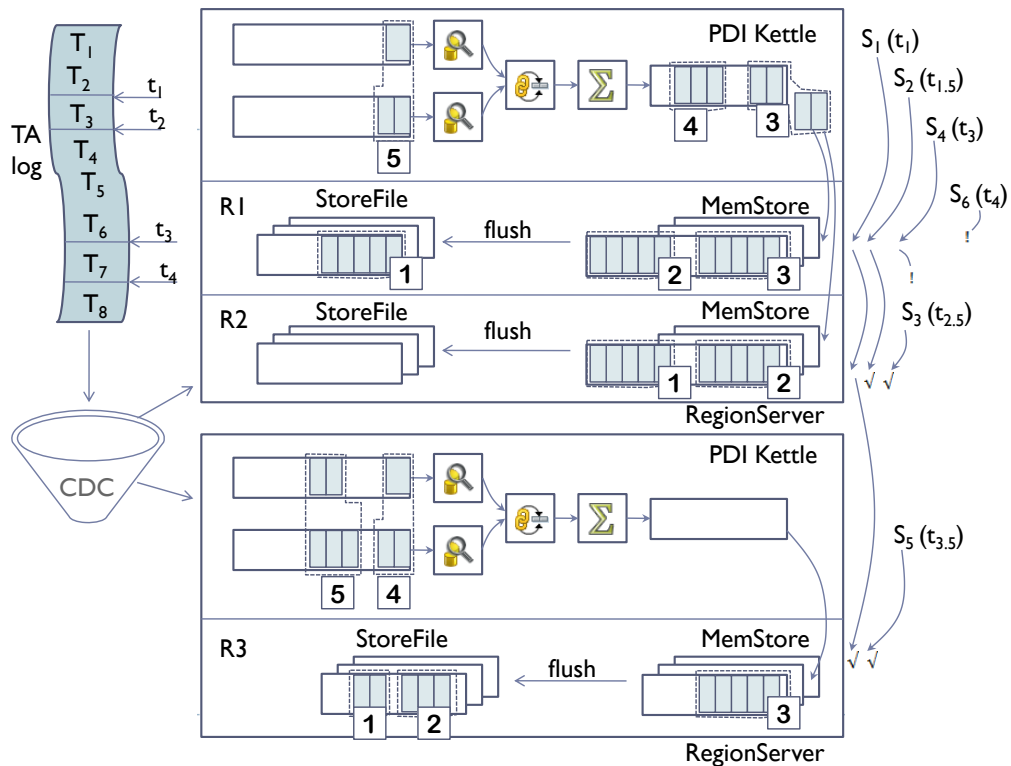 TA
log
T1
T2
T3
T4
T5
T6
T7
T8
t1
t2
t3
t4
CDC
PDI Kettle
Σ
5
4
3
R1
StoreFile
flush
MemStore
1
2
3
R2
StoreFile
flush
MemStore
1
2
RegionServer
PDI Kettle
Σ
5
4
R3
StoreFile
flush
MemStore
1
2
3
RegionServer
S1 (t1)
S2 (t1.5)
S4 (t3)
S6 (t4)
!
!
S3 (t2.5)
√ √
S5 (t3.5)
√ √